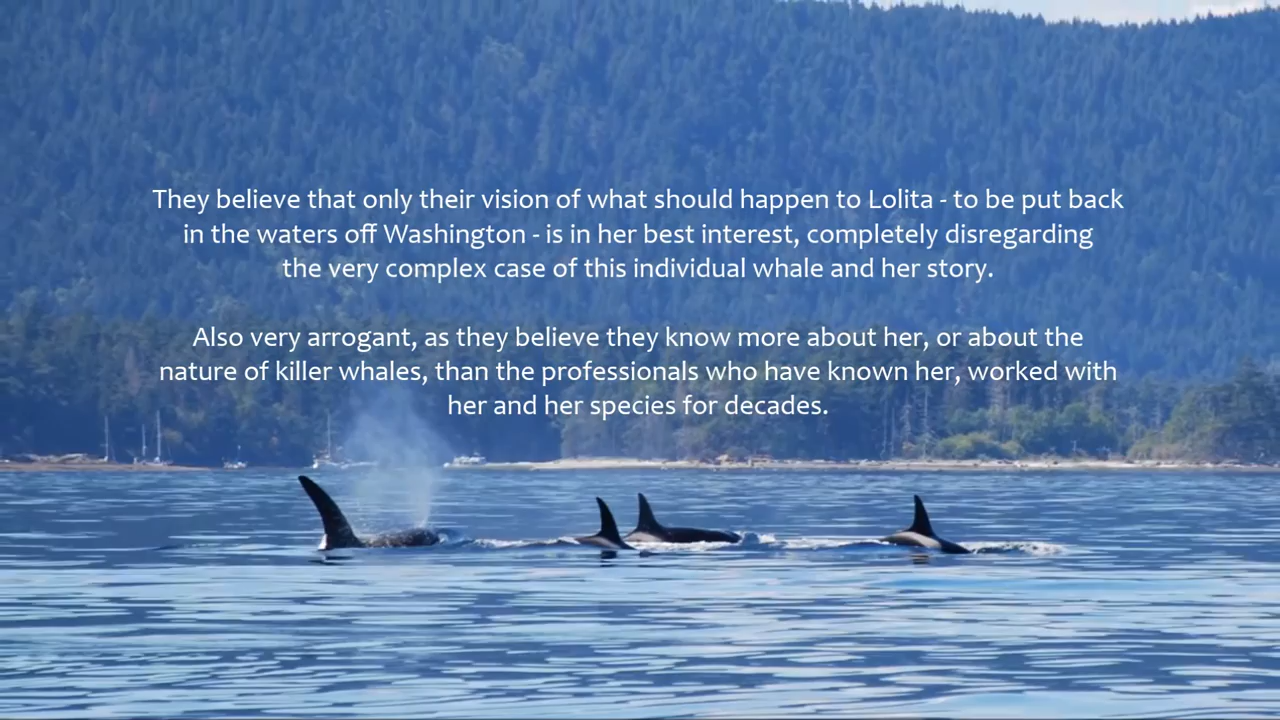 They believe that only their vision of what should happen to Lolita - to be put back
in the waters off Washington - is in her best interest, completely disregarding
the very complex case of this individual whale and her story.
Also very arrogant, as they believe they know more about her, or about the
nature of killer whales, than the professionals who have known her, worked with
her and her species for decades.